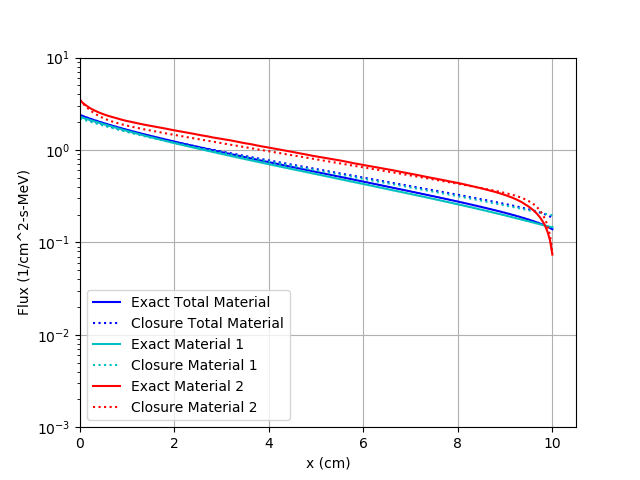 10^1
10^0
10^−1
10^−2
10^−3
Flux (1/cm^2-s-MeV)
Exact Total Material
Closure Total Material
Exact Material 1
Closure Material 1
Exact Material 2
Closure Material 2
0 2 4 6 8 10
x (cm)